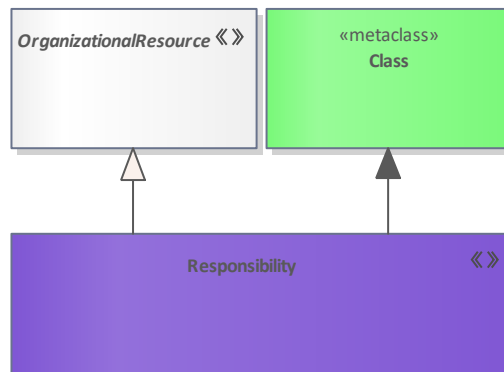 OrganizationalResource «»
«metaclass»
Class
Responsibility «»